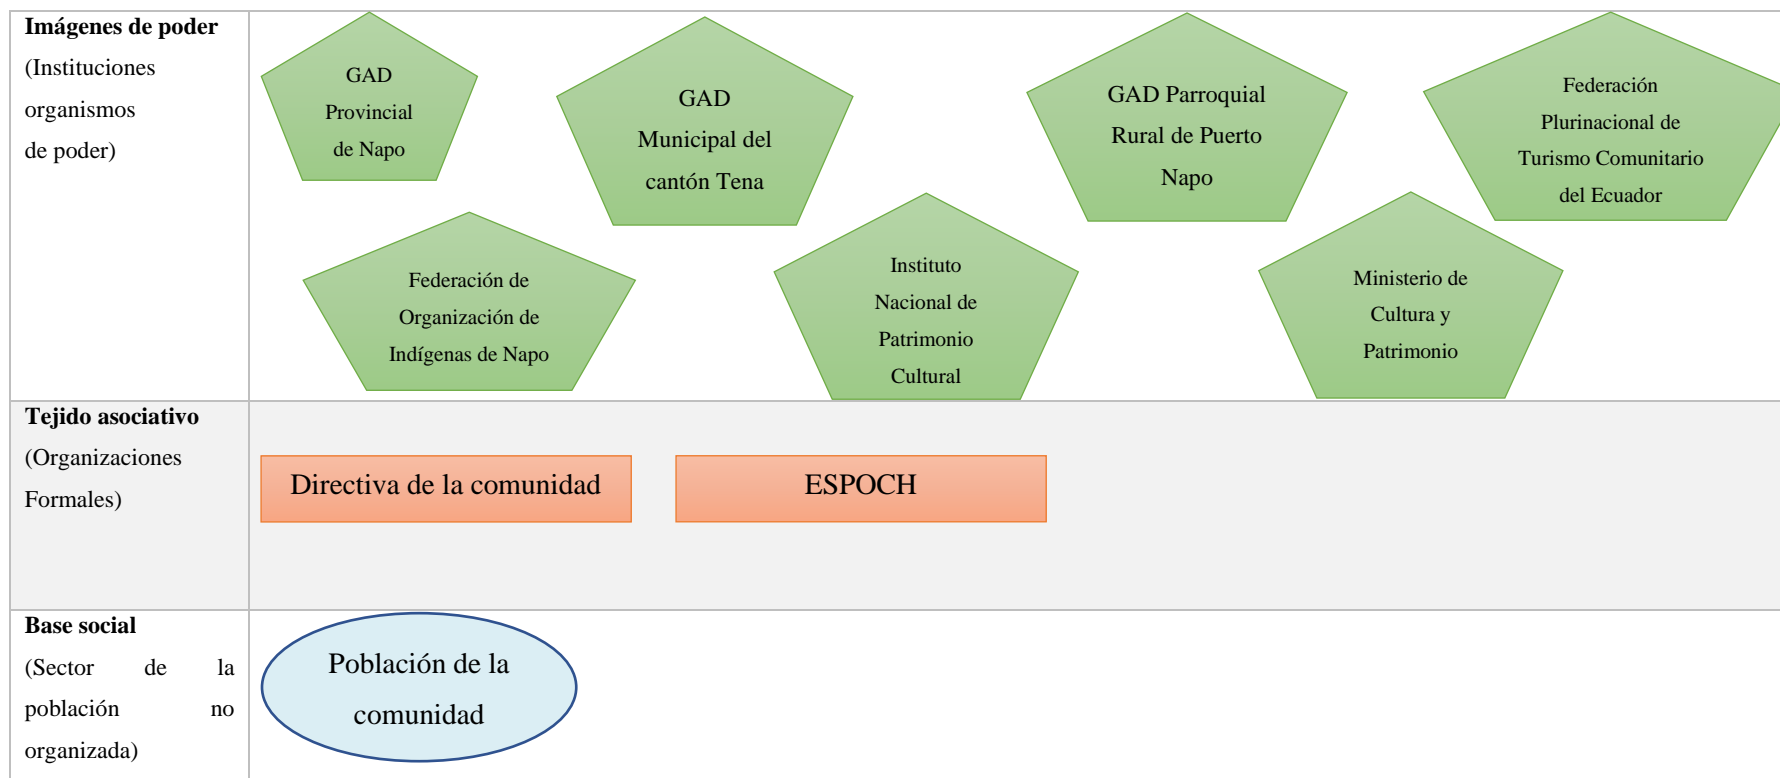 Imágenes de poder
(Instituciones
organismos
de poder)
GAD
Provincial
de Napo
GAD
Municipal del
cantón Tena
GAD Parroquial
Rural de Puerto
Napo
Federación
Plurinacional de
Turismo Comunitario
del Ecuador
Federación de
Organización de
Indígenas de Napo
Instituto
Nacional de
Patrimonio
Cultural
Ministerio de
Cultura y
Patrimonio
Tejido asociativo
(Organizaciones
Formales)
Directiva de la comunidad
ESPOCH
Base social
(Sector de la
población no
organizada)
Población de la
comunidad